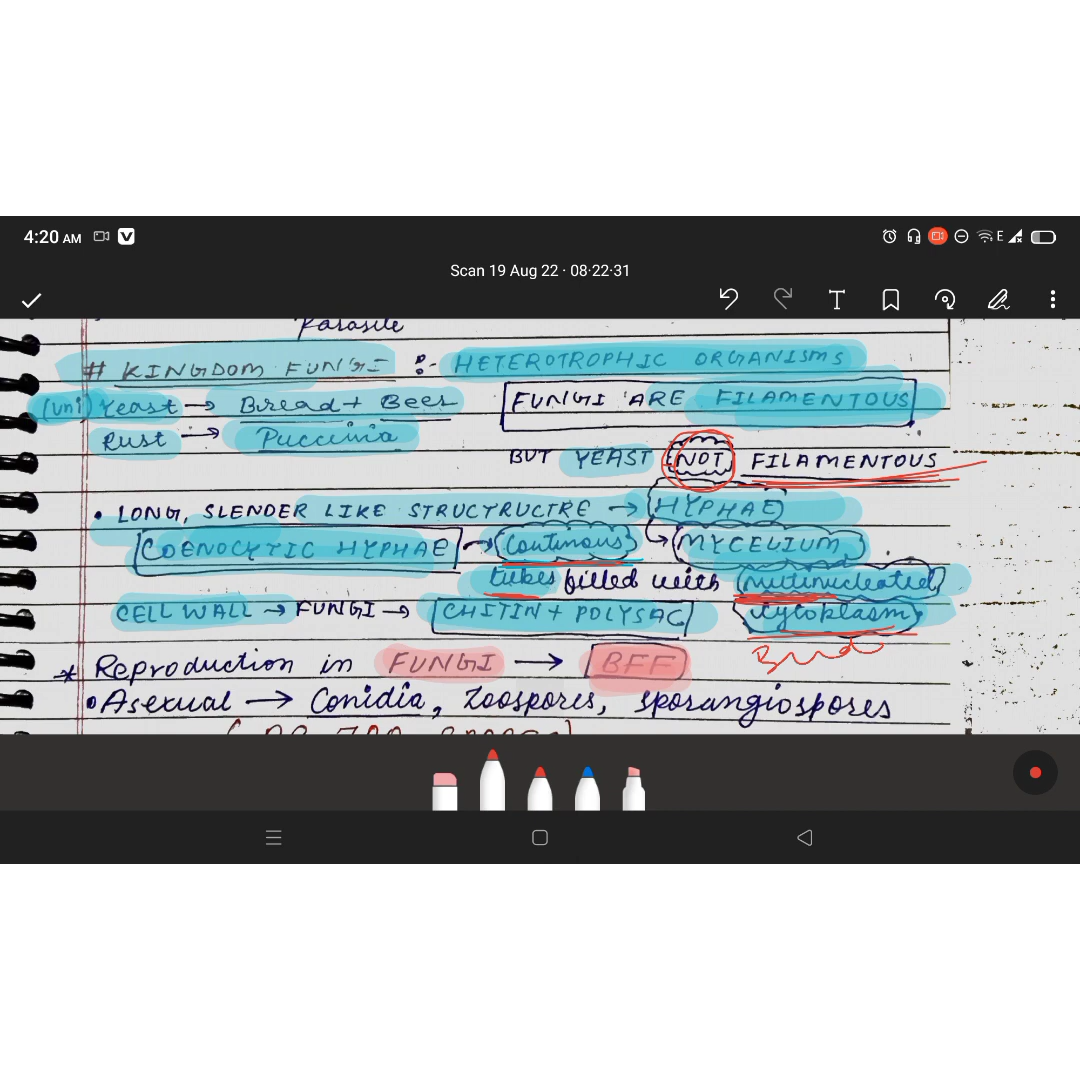 4:20 AM
E
Scan 19 Aug 22 · 08:22:31
T
Parasite
# KINGDOM FUNGI :- HETEROTROPHIC ORGANISMS
(Uni) Yeast → Bread + Beer FUNGI ARE FILAMENTOUS
Rust → Puccinia
BUT YEAST (NOT) FILAMENTOUS
• LONG, SLENDER LIKE STRUCTUCTRE → HYPHAE
COENOCYTIC HYPHAE → Continous ↳ MYCELIUM
tubes filled with multinucleated
CELL WALL → FUNGI → CHITIN + POLYSAC cytoplasm
* Reproduction in FUNGI → BFF
• Asexual → Conidia, Zoospores, sporangiospores